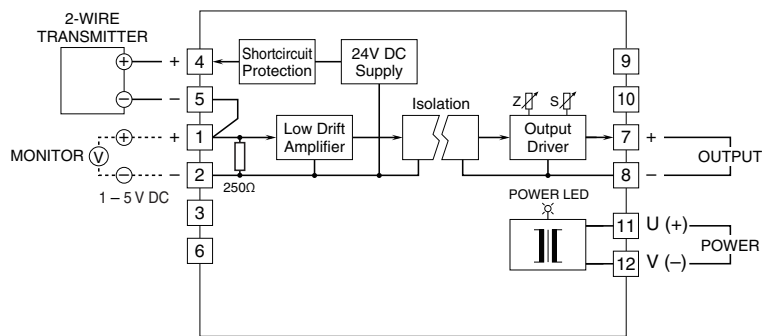 2-WIRE
TRANSMITTER
+
−
+
−
4
5
Shortcircuit
Protection
24V DC
Supply
9
10
MONITOR
V
+
−
+
−
1 – 5 V DC
1
2
250Ω
Low Drift
Amplifier
Isolation
Z
S
Output
Driver
7
8
+
−
OUTPUT
3
6
POWER LED
11
12
U (+)
V (−)
POWER